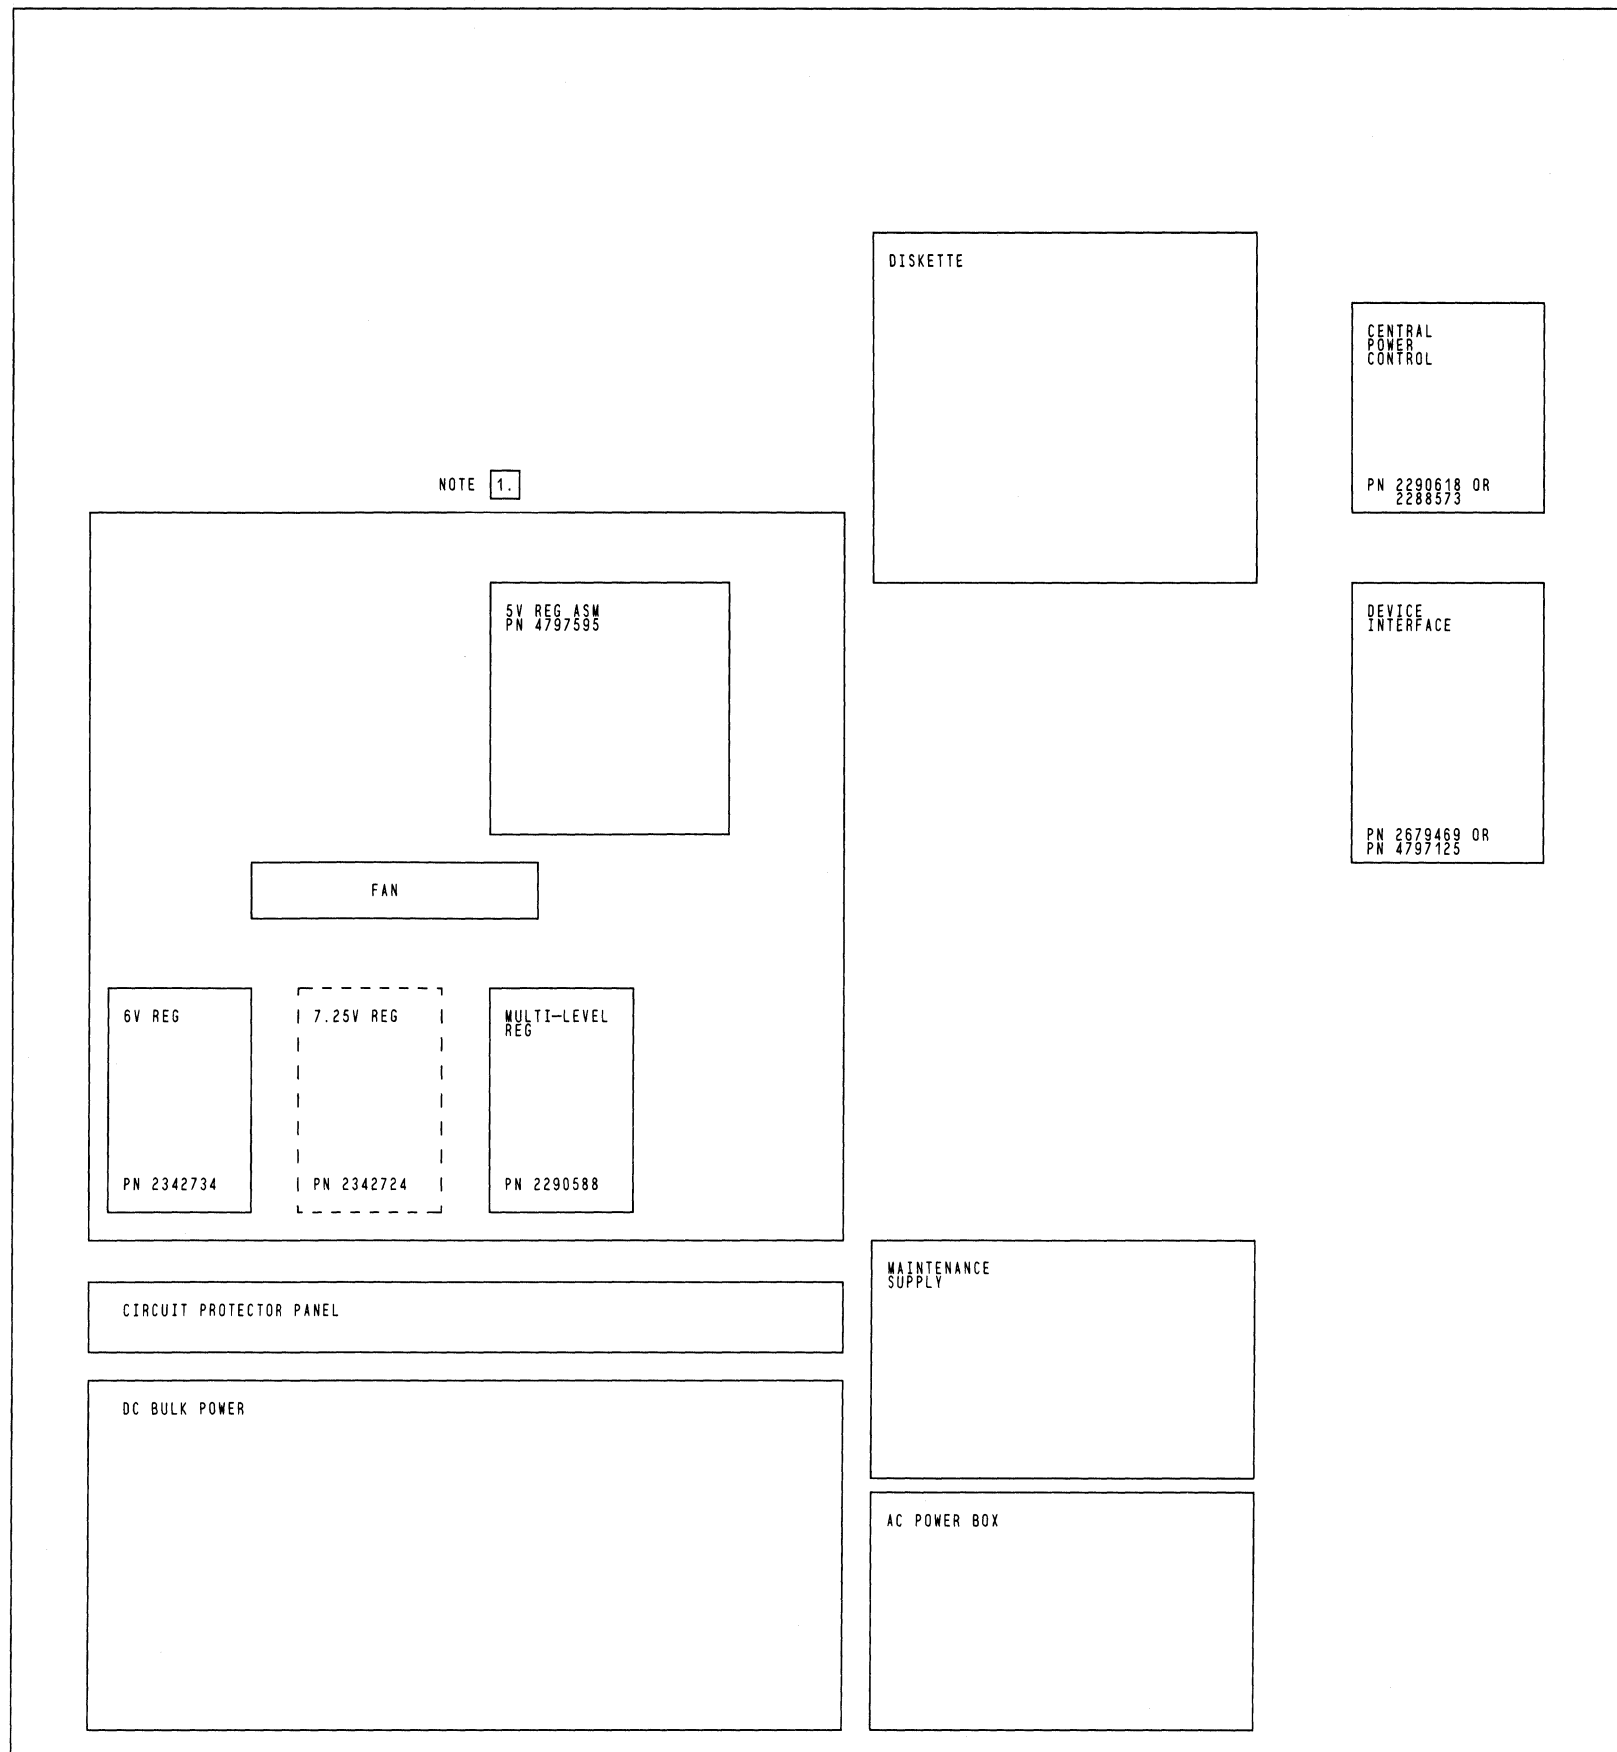 DISKETTE
CENTRAL
POWER
CONTROL
PN 2290618 OR
2288573
NOTE 1.
5V REG ASM
PN 4797595
DEVICE
INTERFACE
PN 2679469 OR
PN 4797125
FAN
6V REG
PN 2342734
7.25V REG
PN 2342724
MULTI-LEVEL
REG
PN 2290588
MAINTENANCE
SUPPLY
CIRCUIT PROTECTOR PANEL
DC BULK POWER
AC POWER BOX